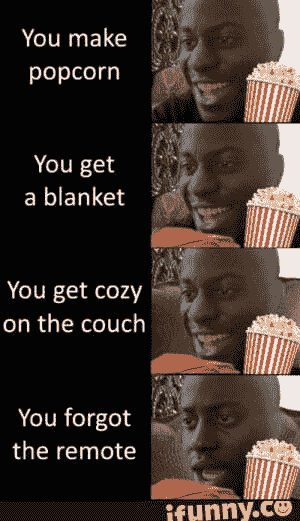 You make
popcorn
You get
a blanket
You get cozy
on the couch
You forgot
the remote
ifunny.co